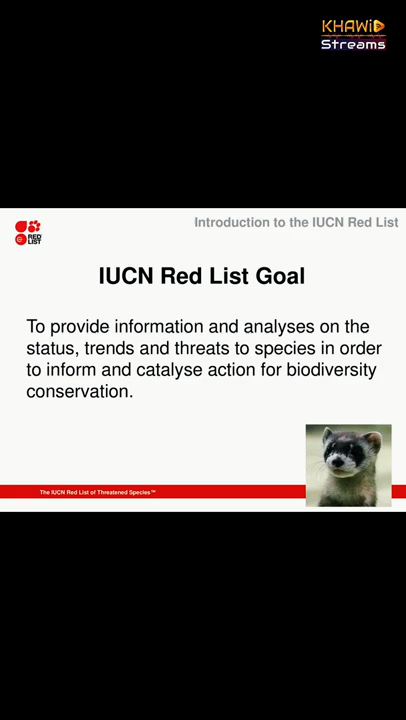 KHAWiD
Streams
Introduction to the IUCN Red List
RED
LIST
IUCN Red List Goal
To provide information and analyses on the
status, trends and threats to species in order
to inform and catalyse action for biodiversity
conservation.
The IUCN Red List of Threatened Species™